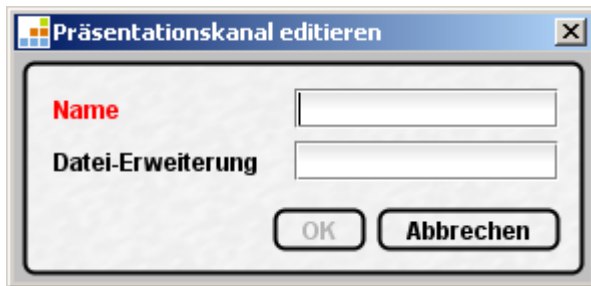 Präsentationskanal editieren
Name
Datei-Erweiterung
OK Abbrechen